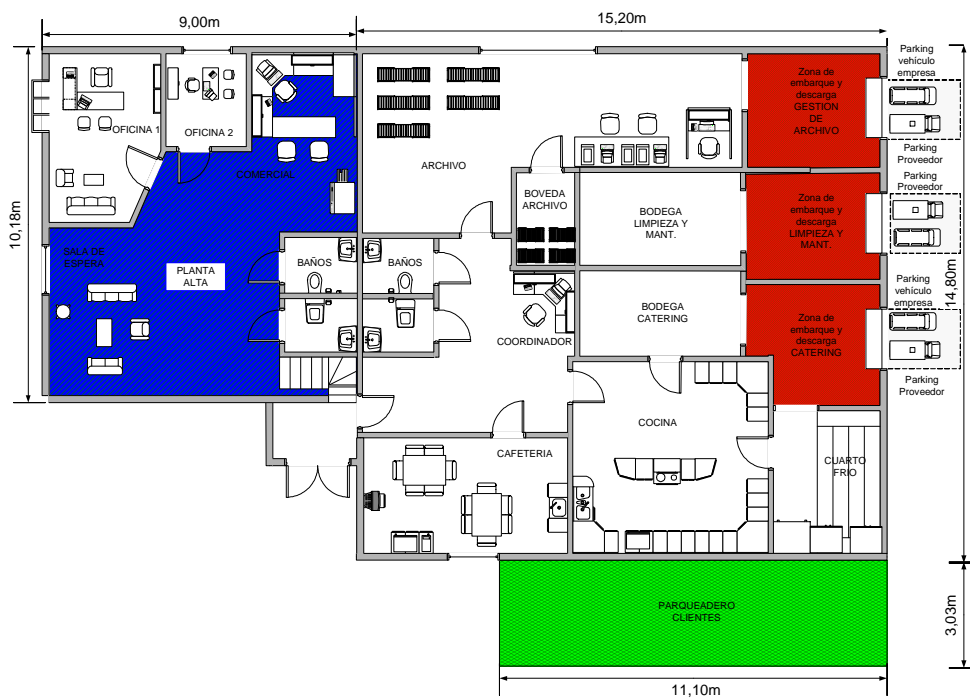 9,00m
15,20m
Parking
vehículo
empresa
Zona de
embarque y
descarga
GESTION
DE
ARCHIVO
OFICINA 1
OFICINA 2
Parking
Proveedor
COMERCIAL
ARCHIVO
Parking
Proveedor
BOVEDA
ARCHIVO
BODEGA
LIMPIEZA Y
MANT.
Zona de
embarque y
descarga
LIMPIEZA Y
MANT.
10,18m
SALA DE
ESPERA
PLANTA
ALTA
BAÑOS
BAÑOS
Parking
vehículo
empresa
14,80m
BODEGA
CATERING
Zona de
embarque y
descarga
CATERING
COORDINADOR
Parking
Proveedor
COCINA
CAFETERIA
CUARTO
FRIO
PARQUEADERO
CLIENTES
3,03m
11,10m